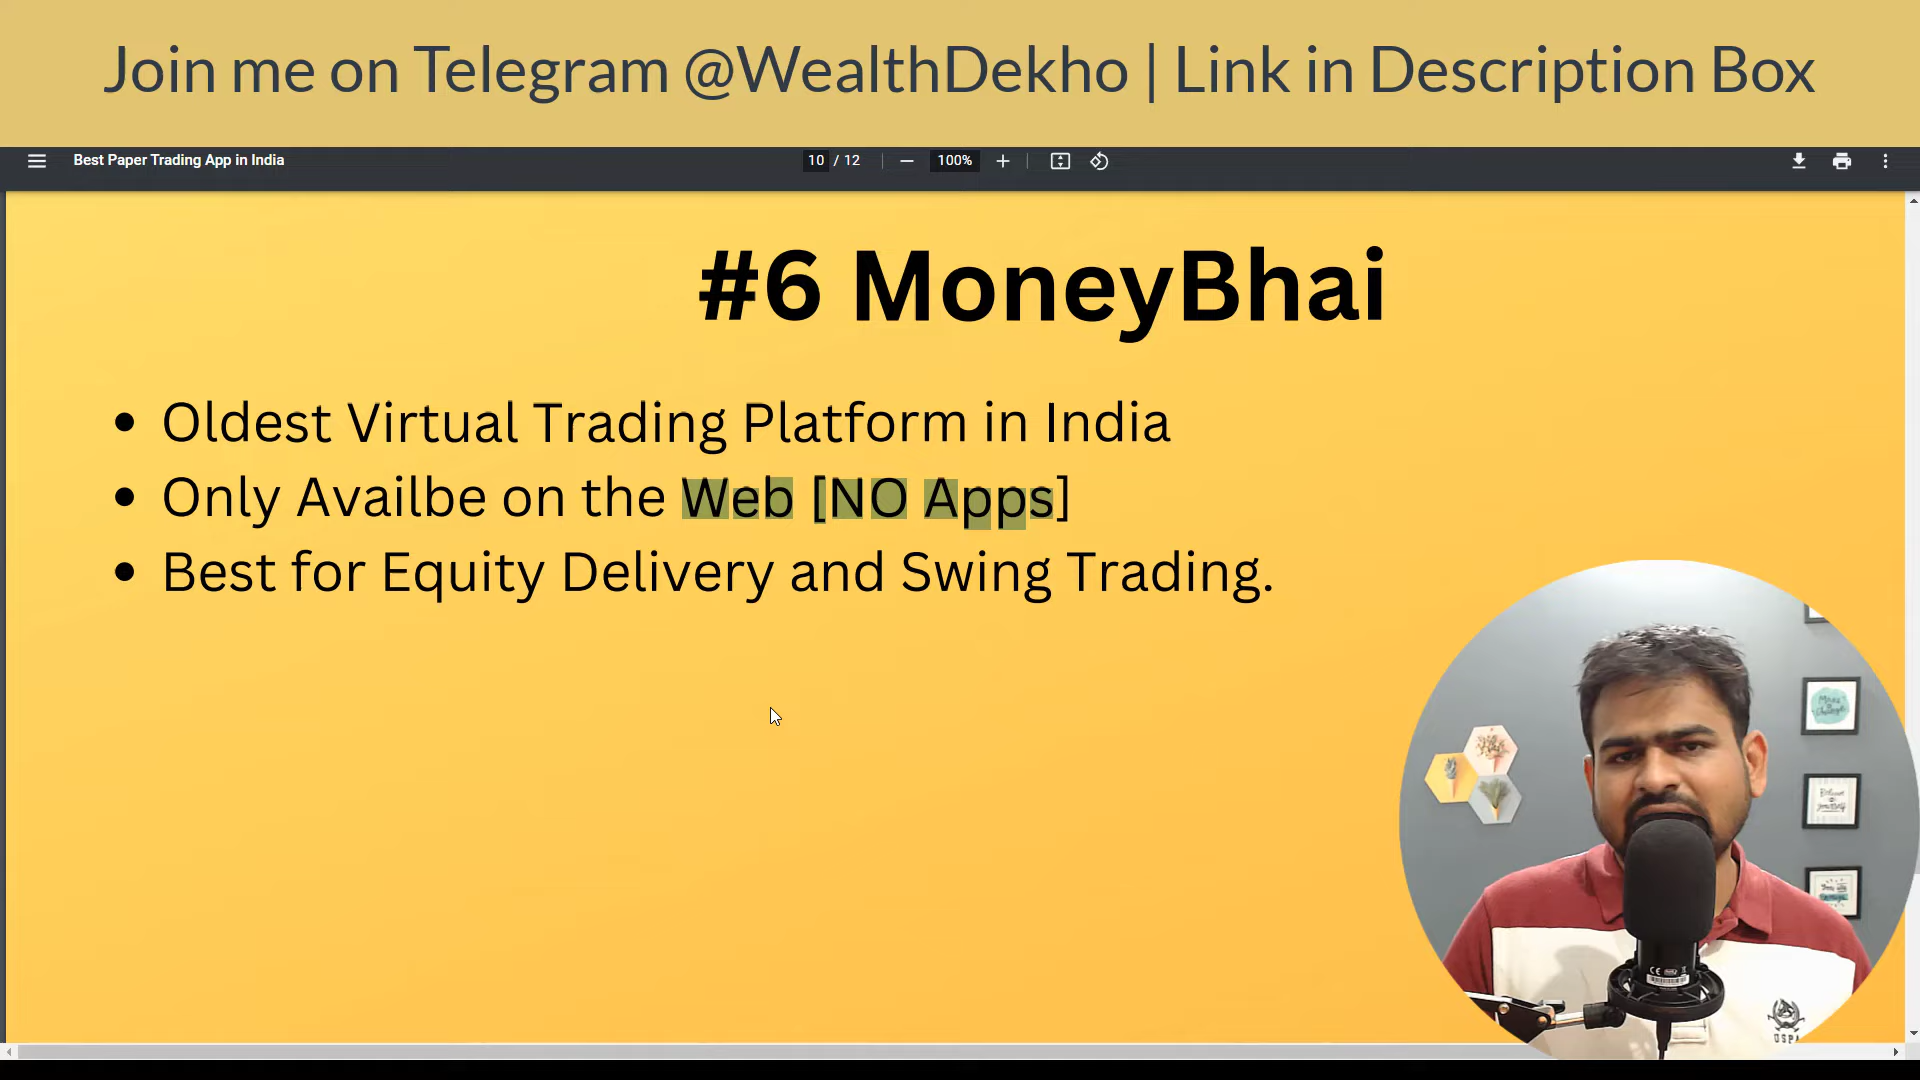 Join me on Telegram @WealthDekho | Link in Description Box
Best Paper Trading App in India
10 / 12
100%
#6 MoneyBhai
• Oldest Virtual Trading Platform in India
• Only Availbe on the Web [NO Apps]
• Best for Equity Delivery and Swing Trading.
USPA